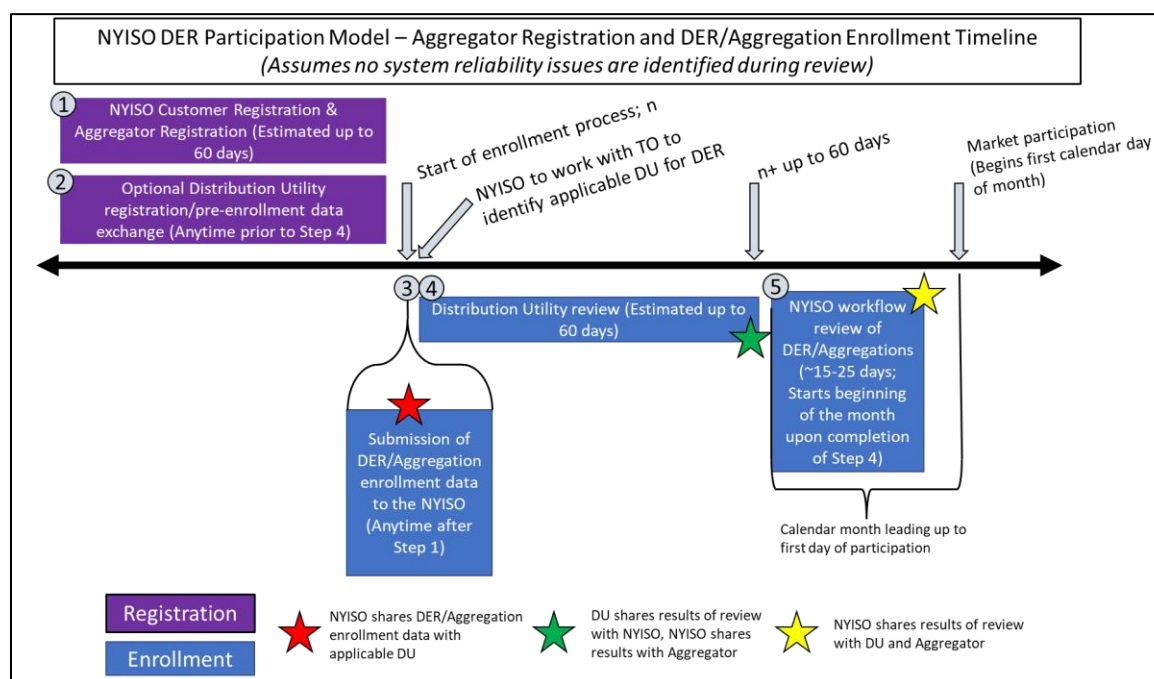 NYISO DER Participation Model – Aggregator Registration and DER/Aggregation Enrollment Timeline
(Assumes no system reliability issues are identified during review)
1
NYISO Customer Registration &
Aggregator Registration (Estimated up to
60 days)
2
Optional Distribution Utility
registration/pre-enrollment data
exchange (Anytime prior to Step 4)
Start of enrollment process; n
NYISO to work with TO to
identify applicable DU for DER
n+ up to 60 days
Market participation
(Begins first calendar day
of month)
3
4
Distribution Utility review (Estimated up to
60 days)
5
NYISO workflow
review of
DER/Aggregations
(~15-25 days;
Starts beginning
of the month
upon completion
of Step 4)
Submission of
DER/Aggregation
enrollment data
to the NYISO
(Anytime after
Step 1)
Calendar month leading up to
first day of participation
Registration
Enrollment
NYISO shares DER/Aggregation
enrollment data with
applicable DU
DU shares results of review
with NYISO, NYISO shares
results with Aggregator
NYISO shares results of review
with DU and Aggregator